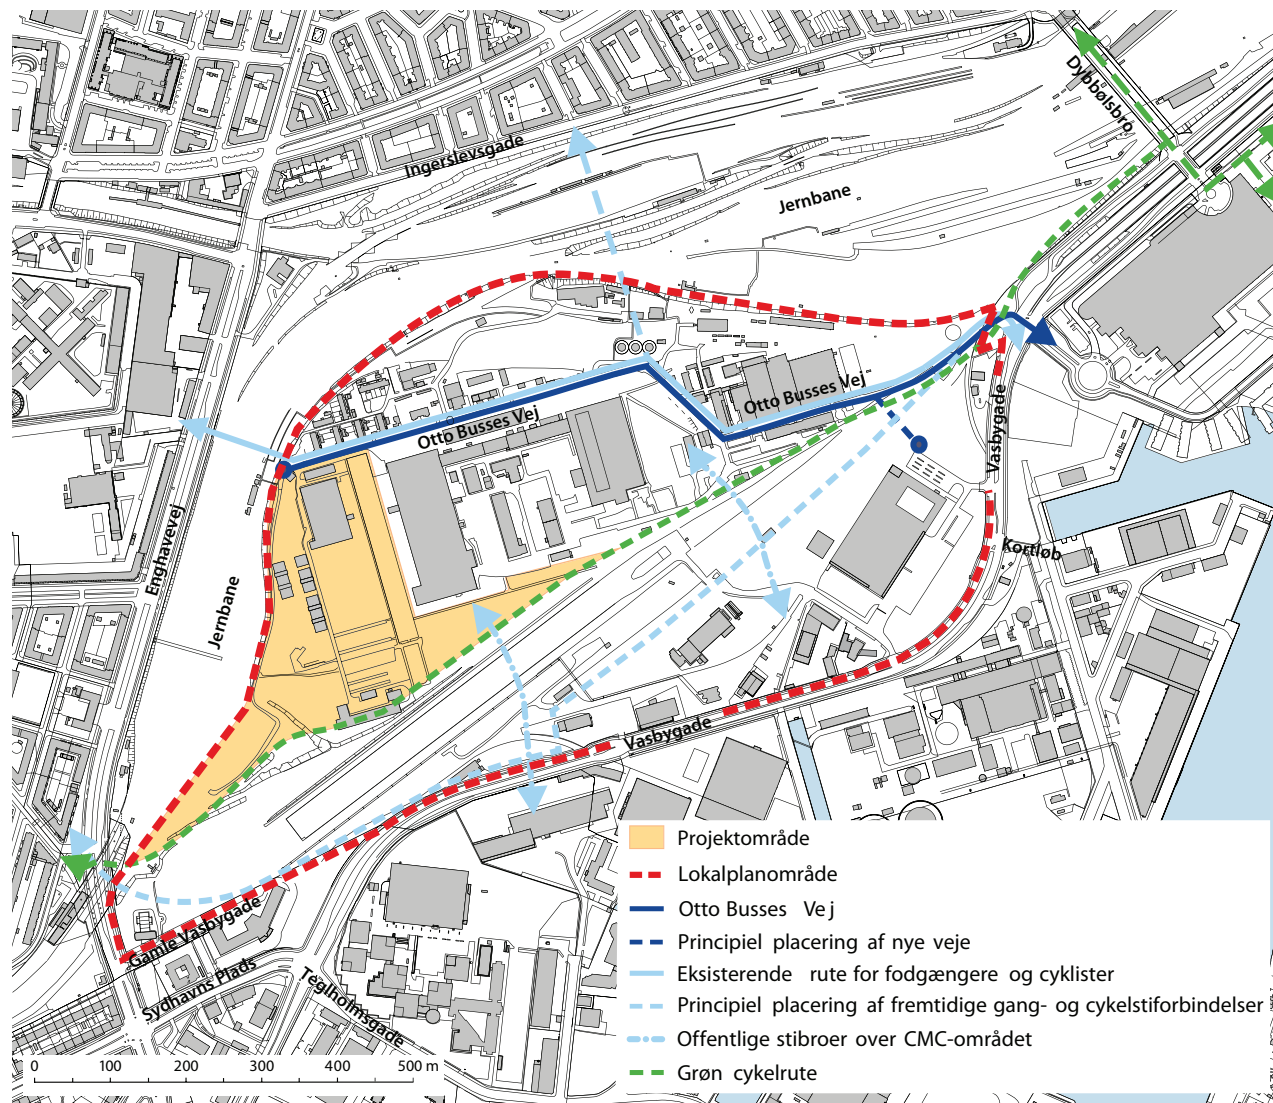 Dybbølsbro
Ingerslevsgade
Jernbane
Otto Busses Vej
Otto Busses Vej
Vasbygade
Enghavevej
Jernbane
Kortløb
Vasbygade
Gamle Vasbygade
Sydhavns Plads
Teglholmsgade
Projektområde
Lokalplanområde
Otto Busses Vej
Principiel placering af nye veje
Eksisterende rute for fodgængere og cyklister
Principiel placering af fremtidige gang- og cykelstiforbindelser
Offentlige stibroer over CMC-området
Grøn cykelrute
0 100 200 300 400 500 m